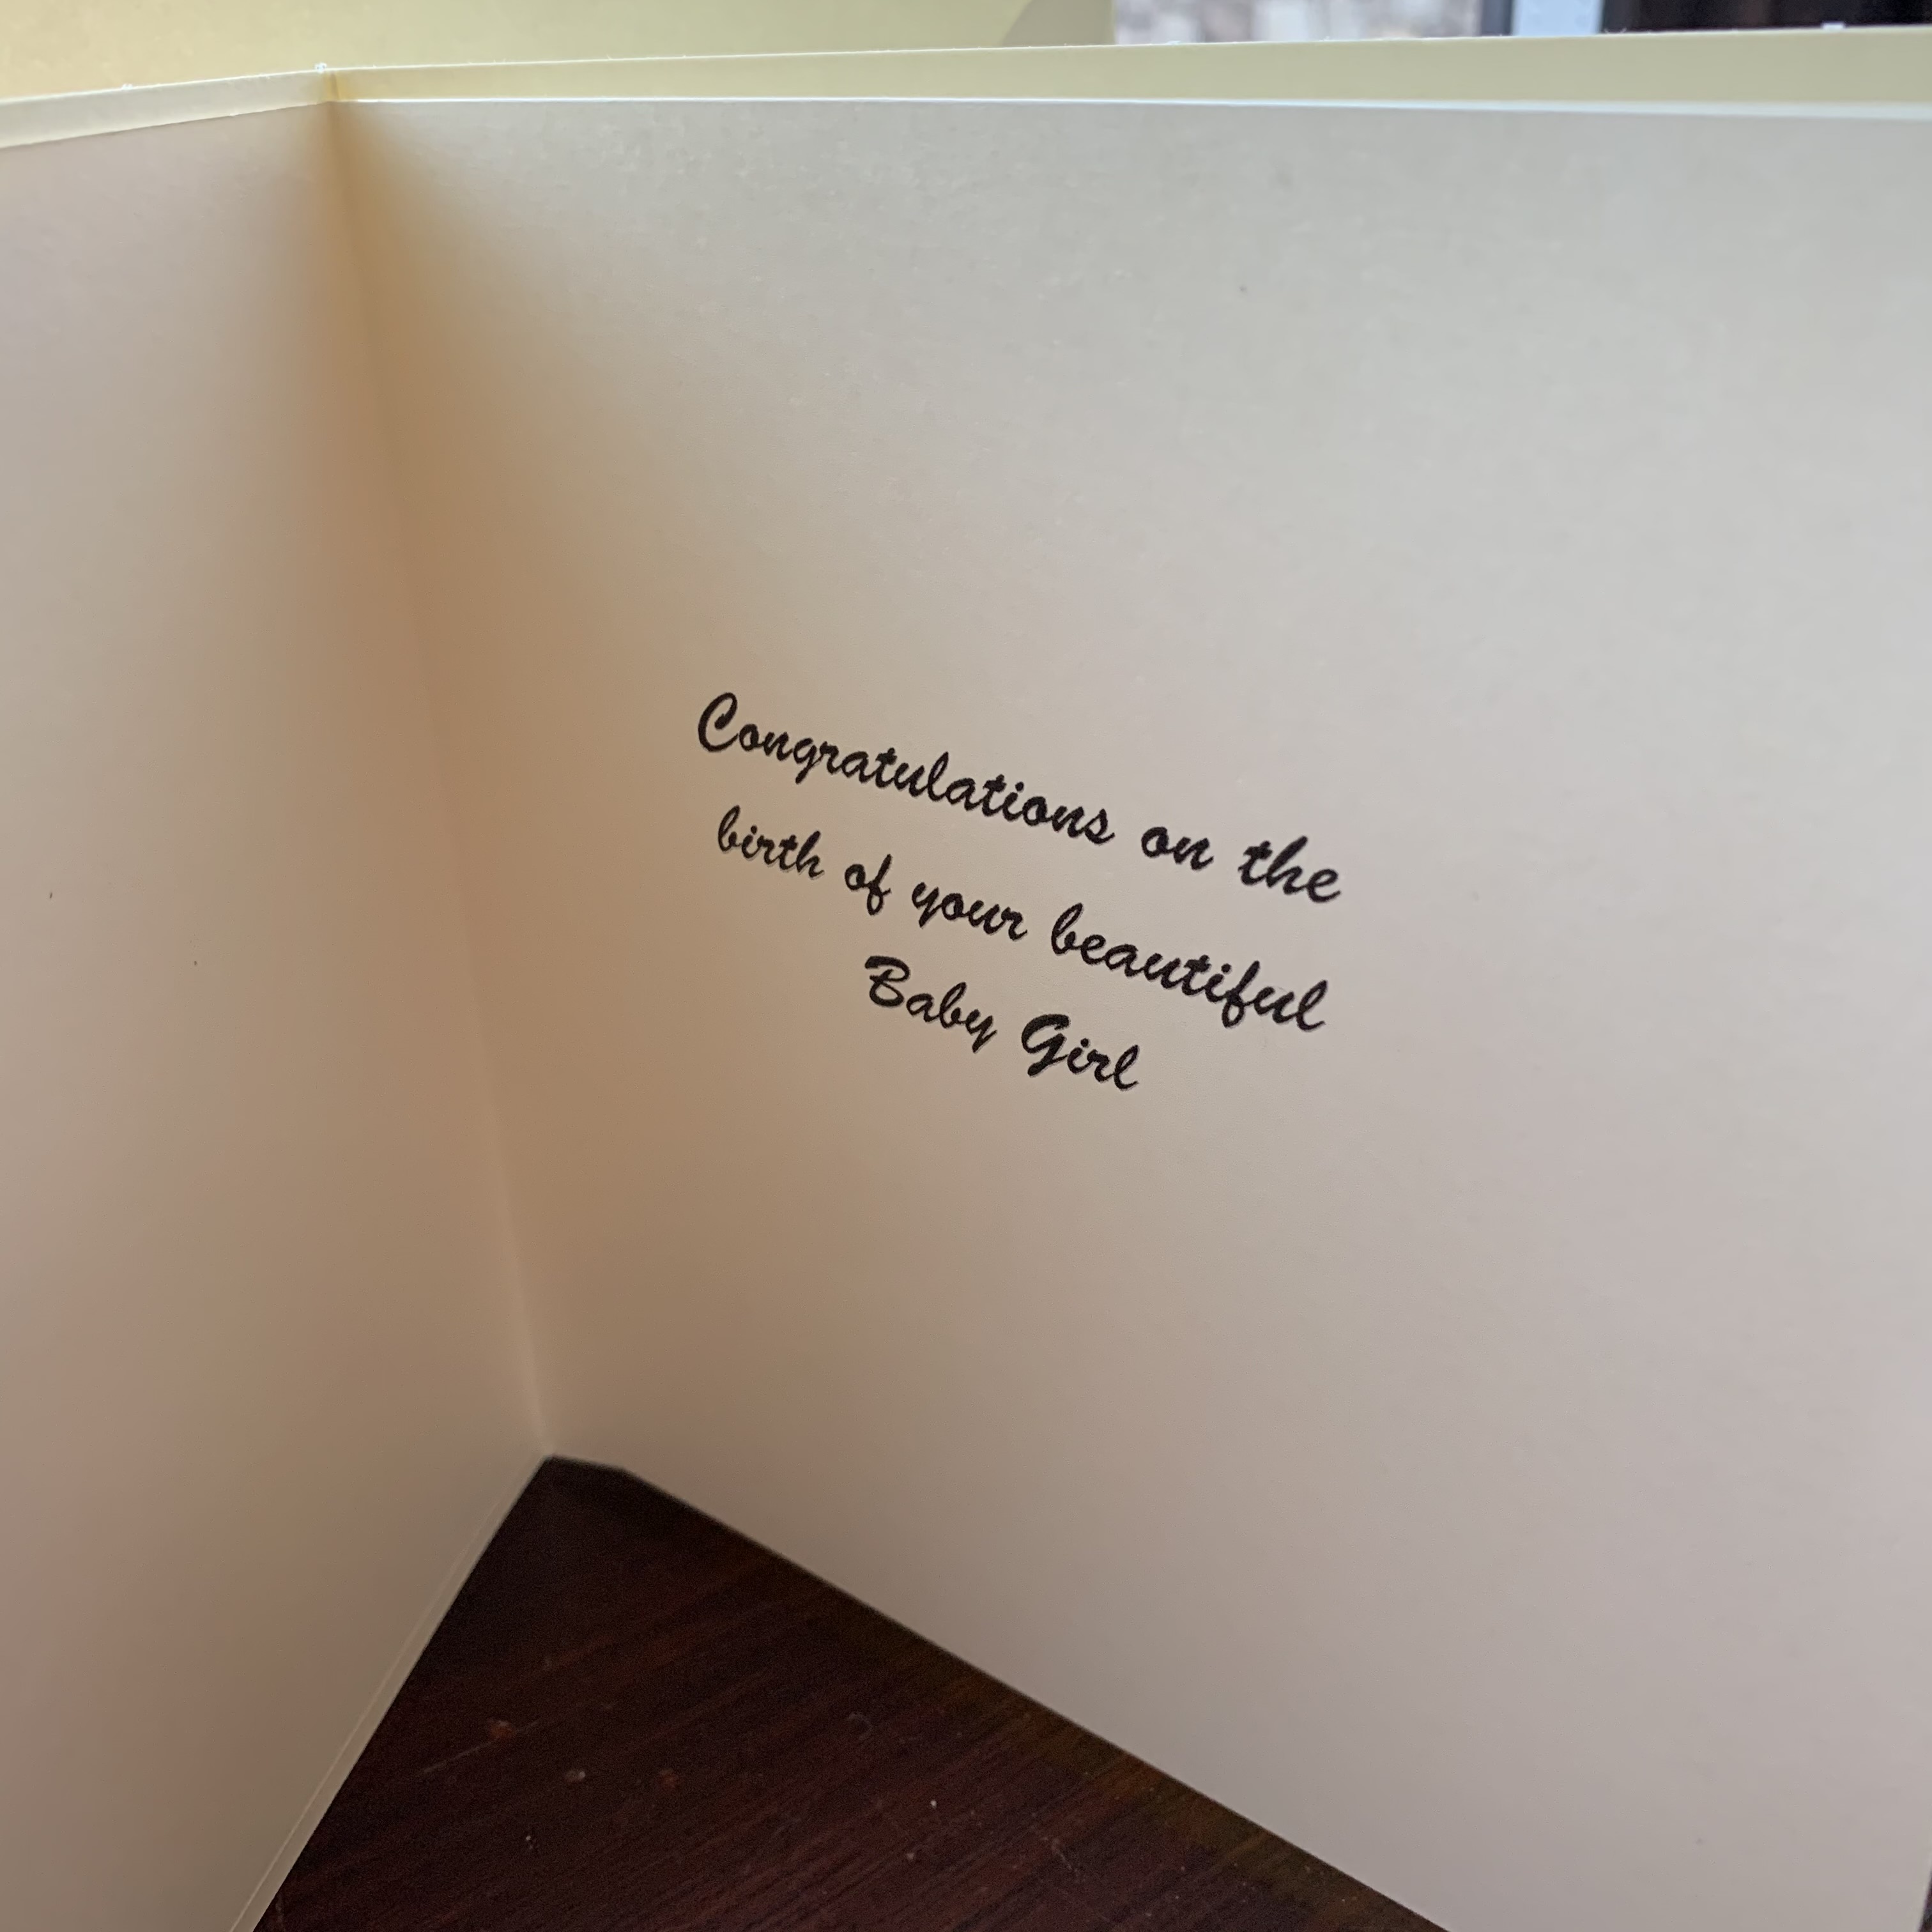 Congratulations on the
birth of your beautiful
Baby Girl